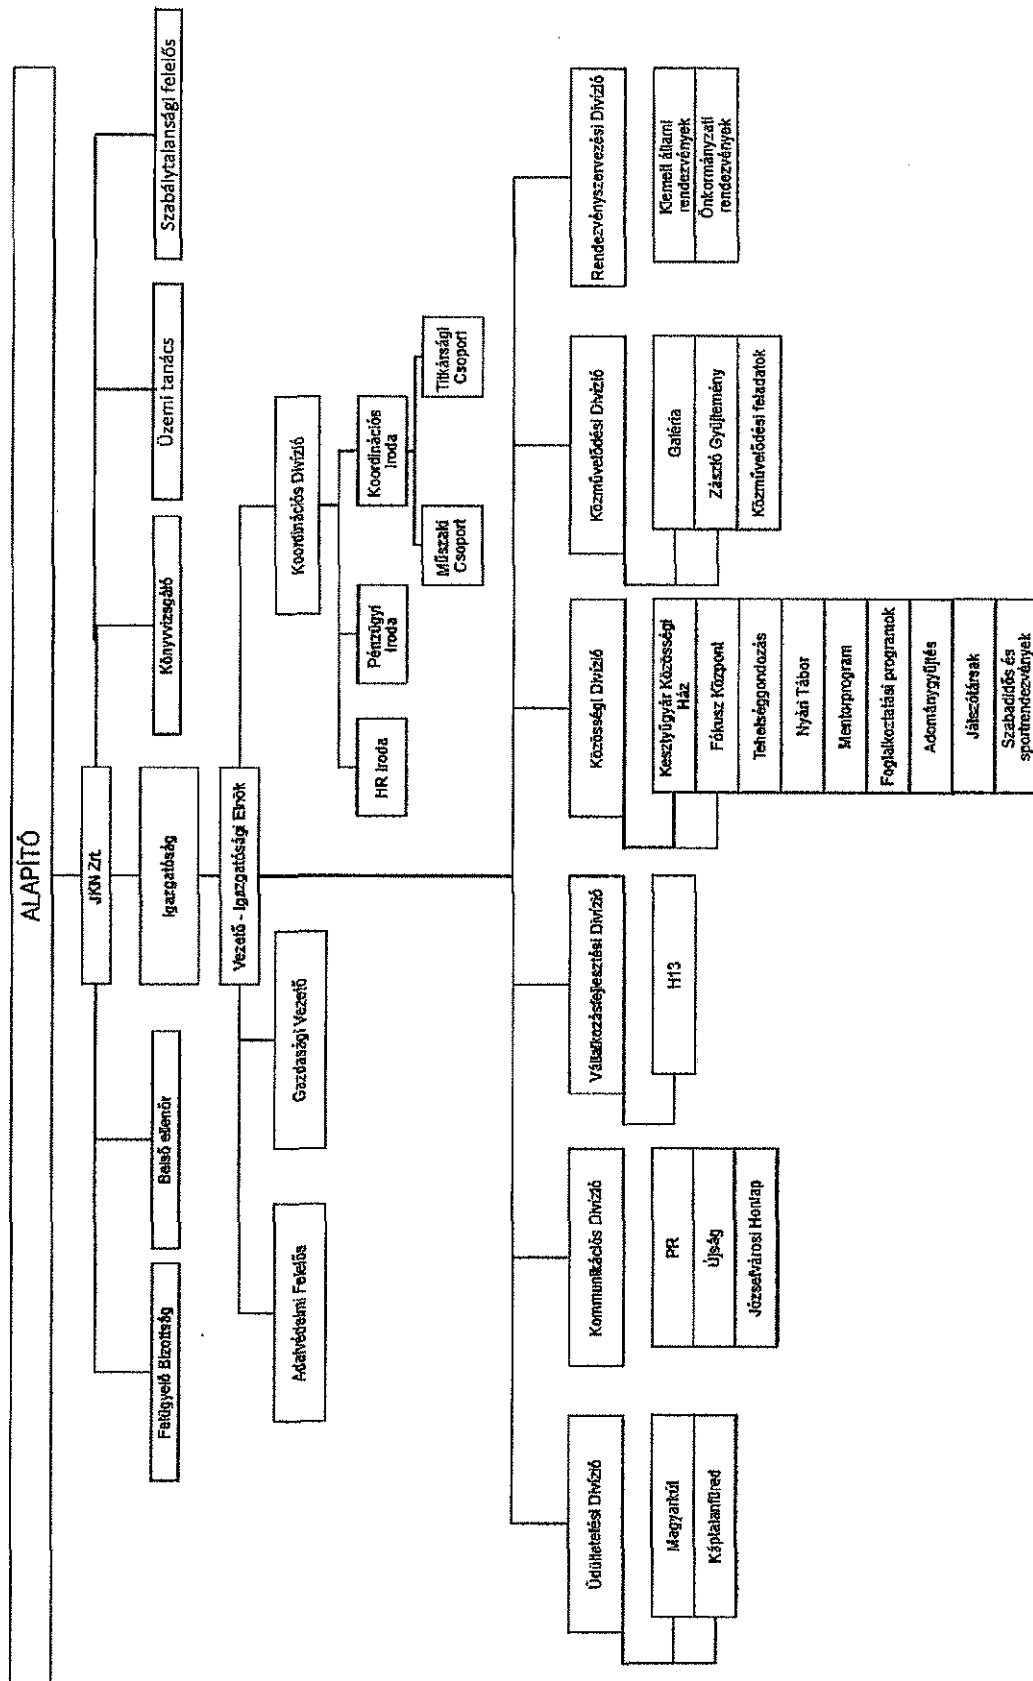 ALAPÍTÓ
JKN Zrt.
Felügyelő Bizottság
Belső ellenőr
Igazgatóság
Könyvvizsgáló
Üzemi tanács
Szabálytalansági felelős
Vezető - Igazgatósági Elnök
Adatvédelmi Felelős
Gazdasági Vezető
Koordinációs Divízió
HR Iroda
Pénzügyi
Iroda
Koordinációs
Iroda
Műszaki
Csoport
Titkársági
Csoport
Üdültetési Divízió
Magyarkút
Káptalanfüred
Kommunikációs Divízió
PR
Újság
Józsefvárosi Honlap
Vállalkozásfejlesztési Divízió
H13
Közösségi Divízió
Kesztyűgyár Közösségi
Ház
Fókusz Központ
Tehetséggondozás
Nyári Tábor
Mentorprogram
Foglalkoztatási programok
Adománygyűjtés
Játszótársak
Szabadidős és
sportrendezvények
Közművelődési Divízió
Galéria
Zászló Gyűjtemény
Közművelődési feladatok
Rendezvényszervezési Divízió
Kiemelt állami
rendezvények
Önkormányzati
rendezvények